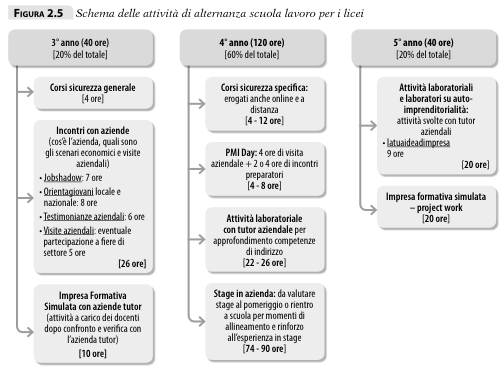 FIGURA 2.5 Schema delle attività di alternanza scuola lavoro per i licei
3° anno (40 ore)
[20% del totale]
Corsi sicurezza generale
[4 ore]
Incontri con aziende
(cos'è l'azienda, quali sono
gli scenari economici e visite
aziendali)
• Jobshadow: 7 ore
• Orientagiovani locale e
nazionale: 8 ore
• Testimonianze aziendali: 6 ore
• Visite aziendali: eventuale
partecipazione a fiere di
settore 5 ore
[26 ore]
Impresa Formativa
Simulata con aziende tutor
(attività a carico dei docenti
dopo confronto e verifica con
l'azienda tutor)
[10 ore]
4° anno (120 ore)
[60% del totale]
Corsi sicurezza specifica:
erogati anche online e a
distanza
[4 - 12 ore]
PMI Day: 4 ore di visita
aziendale + 2 o 4 ore di incontri
preparatori
[4 - 8 ore]
Attività laboratoriale
con tutor aziendale per
approfondimento competenze
di indirizzo
[22 - 26 ore]
Stage in azienda: da valutare
stage al pomeriggio o rientro
a scuola per momenti di
allineamento e rinforzo
all'esperienza in stage
[74 - 90 ore]
5° anno (40 ore)
[20% del totale]
Attività laboratoriali
e laboratori su auto-
imprenditorialità:
attività svolte con tutor
aziendali
• latuaideadimpresa
9 ore
[20 ore]
Impresa formativa simulata
– project work
[20 ore]